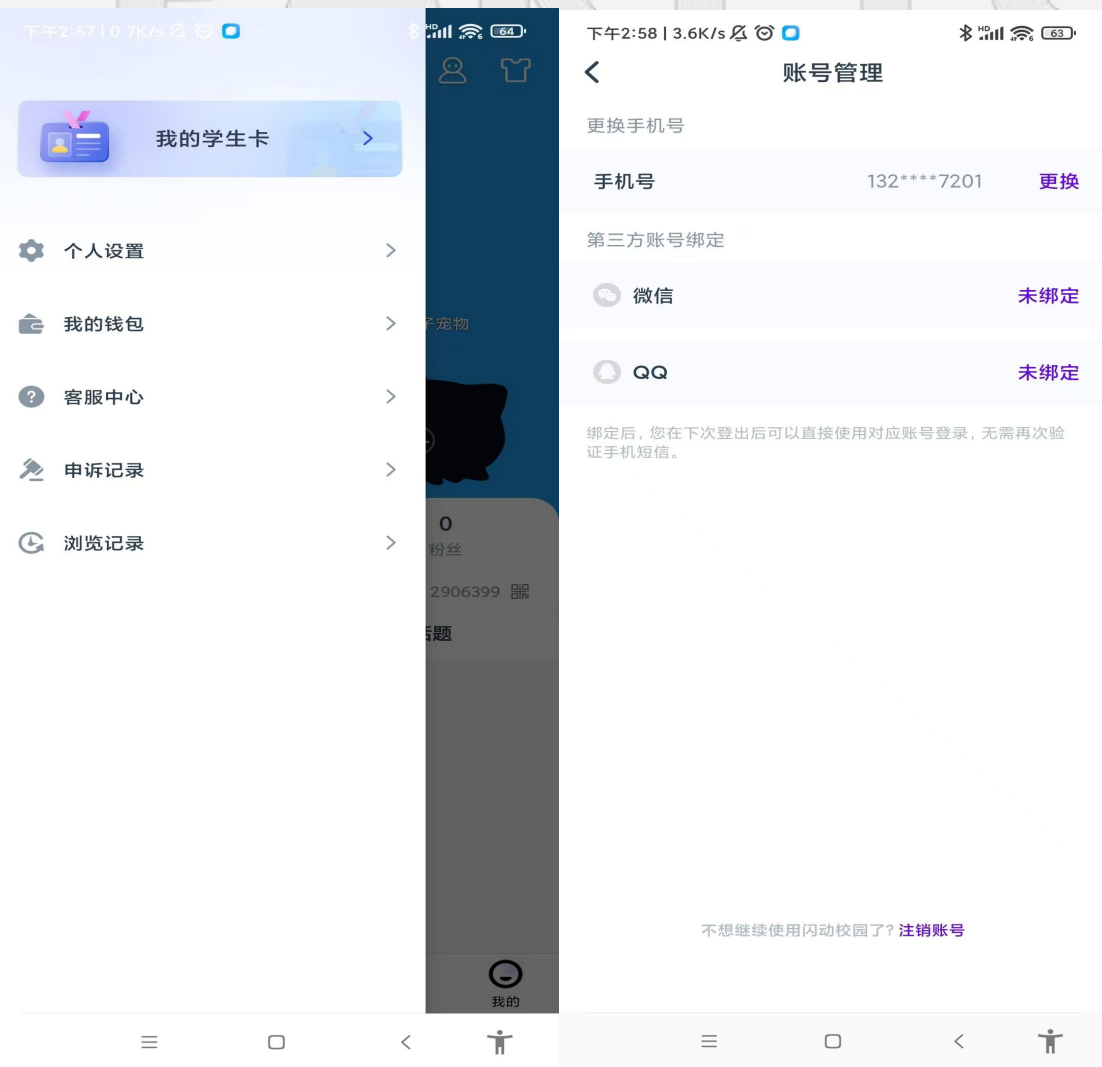 下午2:57 | 0.7K/s
HD
64
我的学生卡
个人设置
我的钱包
子宠物
客服中心
申诉记录
0
粉丝
浏览记录
2906399
话题
我的
下午2:58 | 3.6K/s
HD
63
账号管理
更换手机号
手机号 132****7201 更换
第三方账号绑定
微信 未绑定
QQ 未绑定
绑定后，您在下次登出后可以直接使用对应账号登录，无需再次验
证手机短信。
不想继续使用闪动校园了? 注销账号